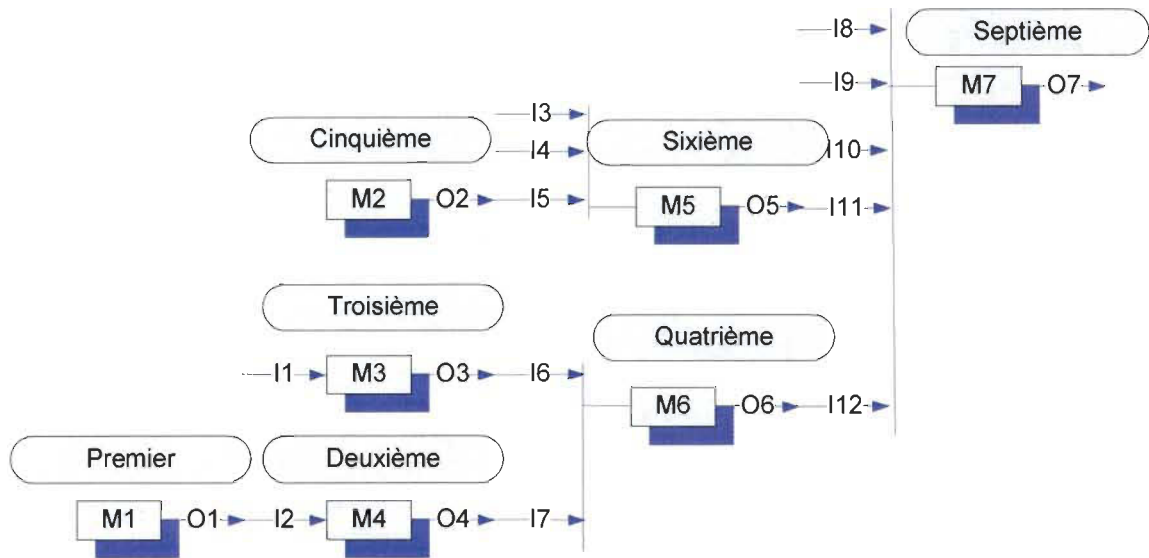 I8
Septième
I9
M7
O7
I3
Cinquième
I4
Sixième
I10
M2
O2
I5
M5
O5
I11
Troisième
Quatrième
I1
M3
O3
I6
M6
O6
I12
Premier
Deuxième
M1
O1
I2
M4
O4
I7